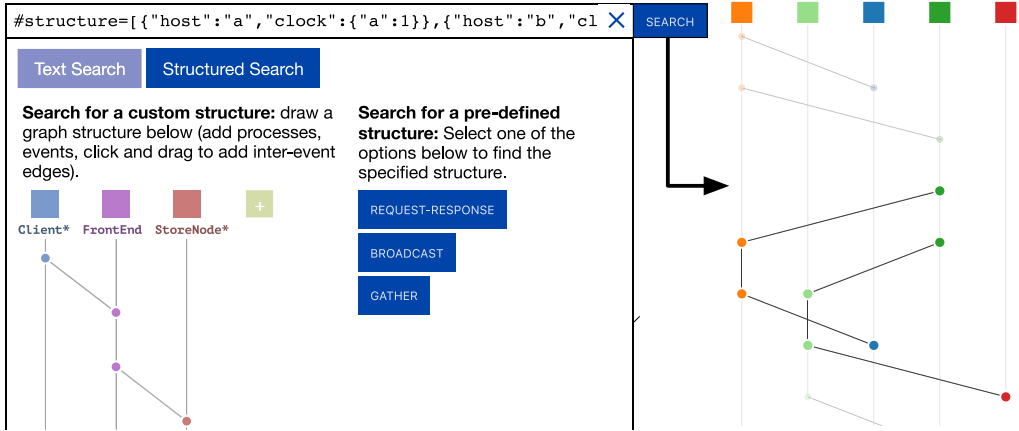 #structure=[{"host":"a","clock":{"a":1}},{"host":"b","cl
SEARCH
Text Search
Structured Search
Search for a custom structure: draw a
graph structure below (add processes,
events, click and drag to add inter-event
edges).
Search for a pre-defined
structure: Select one of the
options below to find the
specified structure.
REQUEST-RESPONSE
BROADCAST
GATHER
+
Client*
FrontEnd
StoreNode*